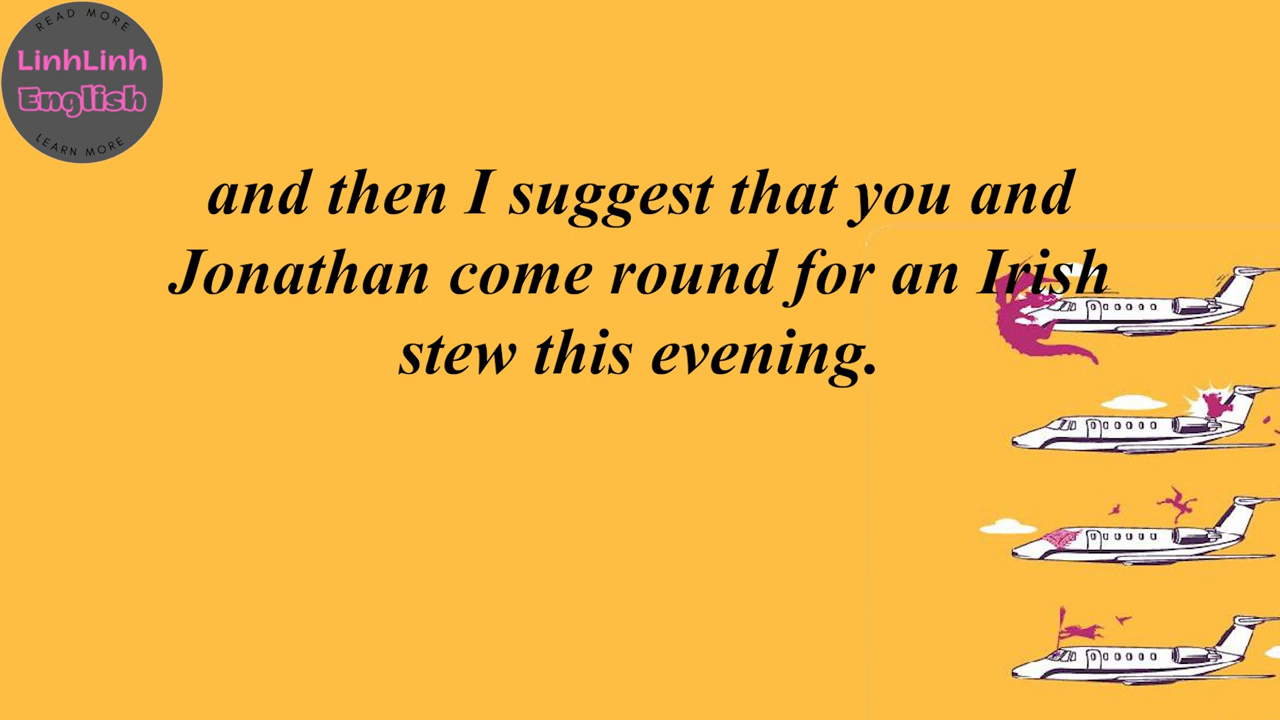 READ MORE
LinhLinh
English
LEARN MORE
and then I suggest that you and
Jonathan come round for an Irish
stew this evening.